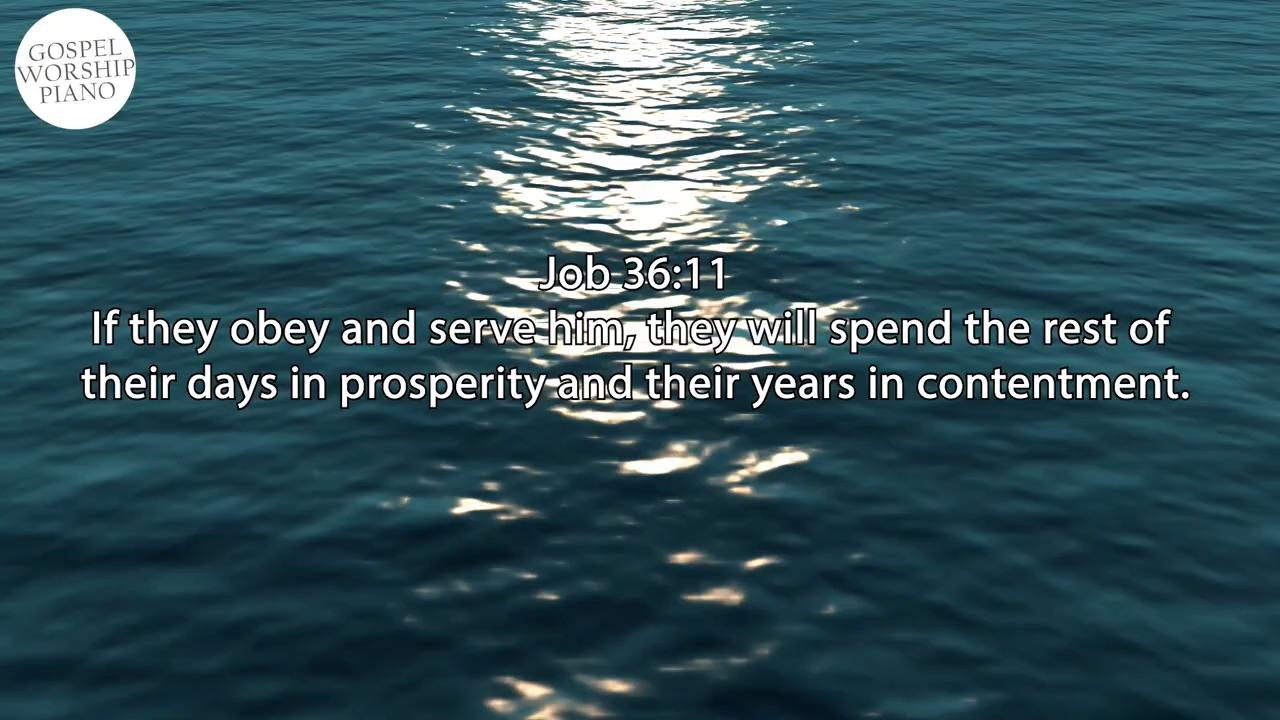 GOSPEL
WORSHIP
PIANO
Job 36:11
If they obey and serve him, they will spend the rest of
their days in prosperity and their years in contentment.